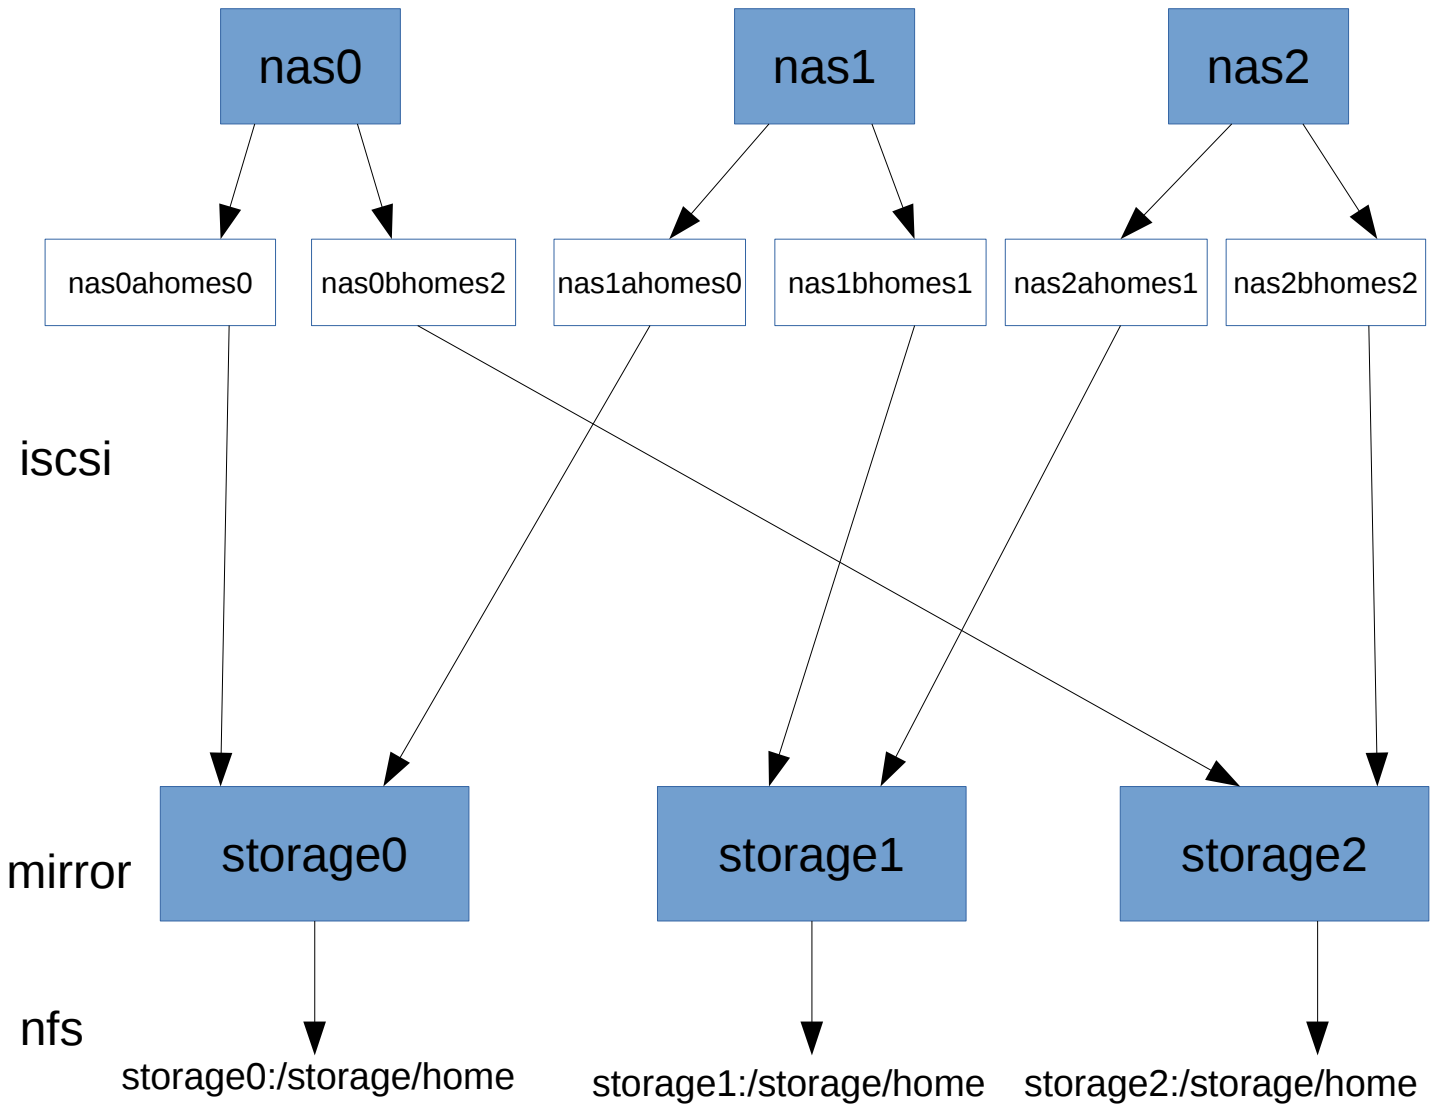 nas0
nas1
nas2
nas0ahomes0
nas0bhomes2
nas1ahomes0
nas1bhomes1
nas2ahomes1
nas2bhomes2
iscsi
storage0
storage1
storage2
mirror
nfs
storage0:/storage/home
storage1:/storage/home
storage2:/storage/home